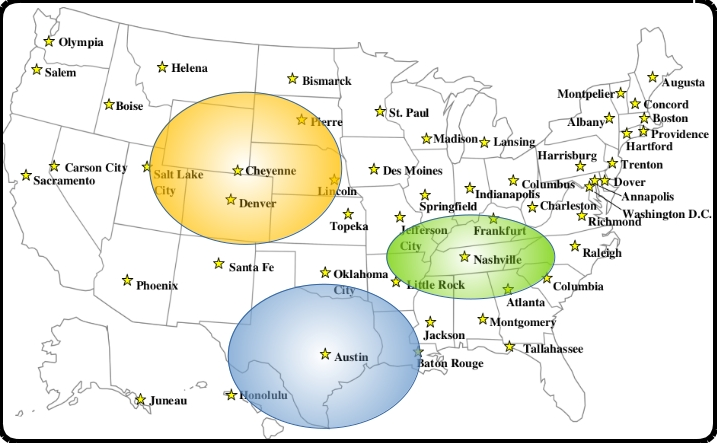 Olympia
Salem
Helena
Bismarck
Boise
Pierre
St. Paul
Madison
Lansing
Montpelier
Augusta
Concord
Albany
Boston
Providence
Hartford
Carson City
Sacramento
Salt Lake
City
Cheyenne
Denver
Lincoln
Des Moines
Springfield
Indianapolis
Columbus
Harrisburg
Trenton
Dover
Annapolis
Washington D.C.
Charleston
Richmond
Topeka
Jefferson
City
Frankfurt
Nashville
Raleigh
Columbia
Santa Fe
Phoenix
Oklahoma
City
Little Rock
Atlanta
Jackson
Montgomery
Tallahassee
Baton Rouge
Austin
Honolulu
Juneau